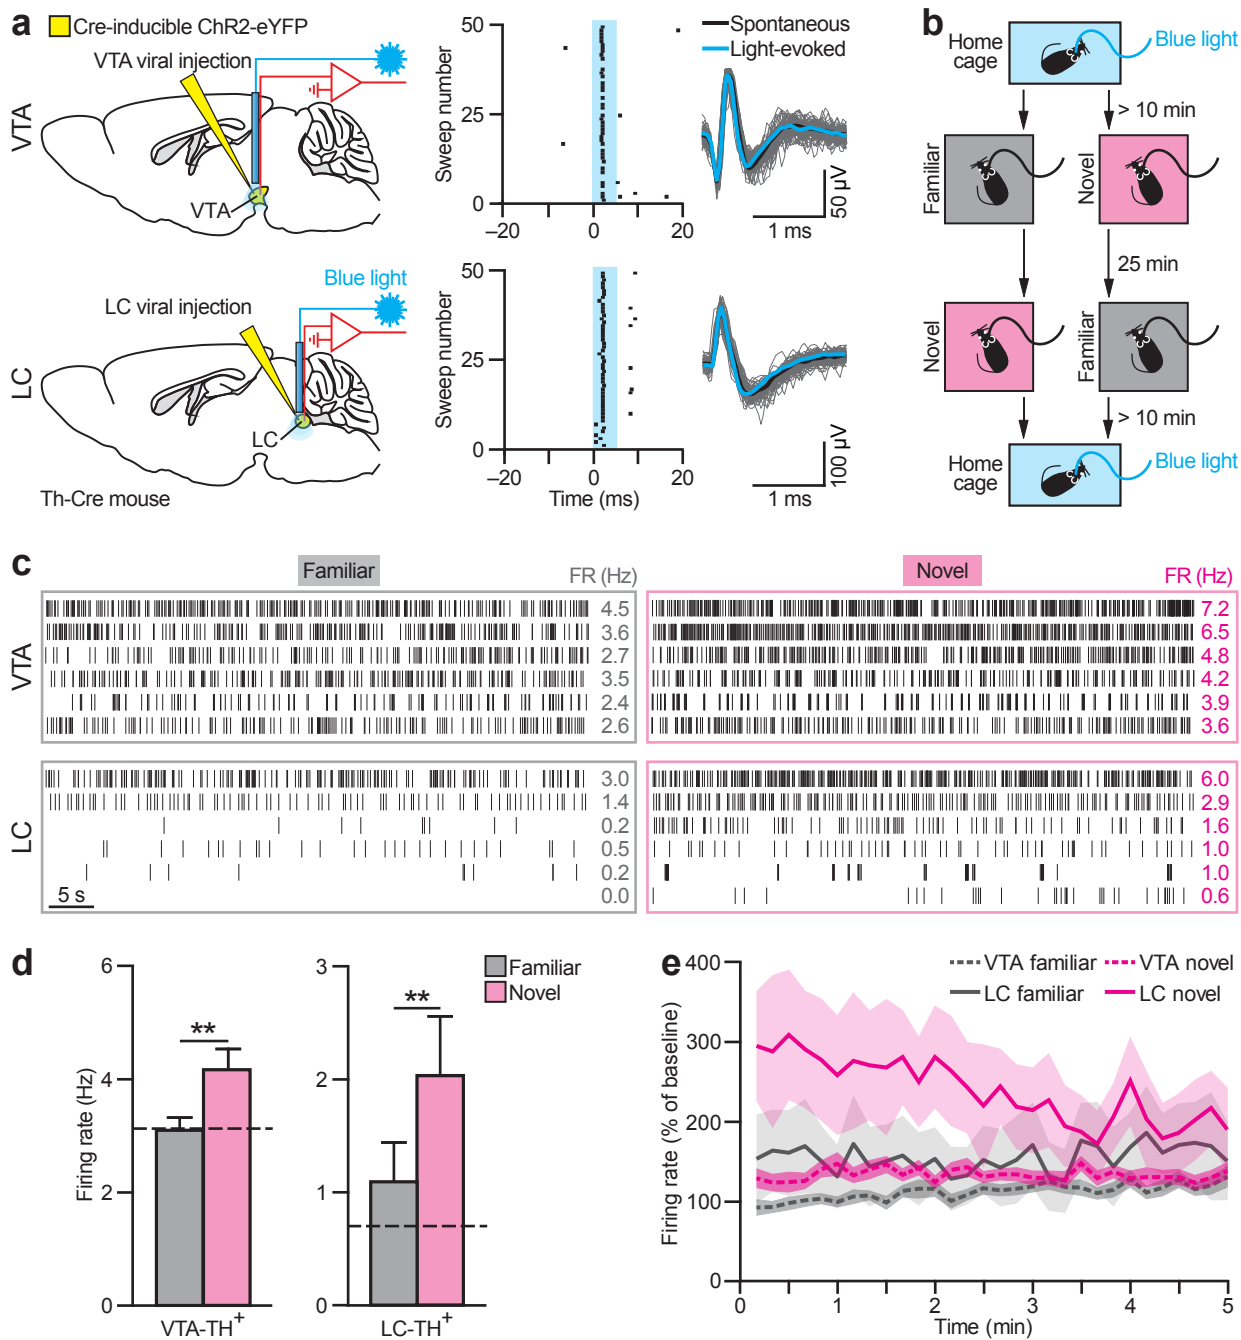 a
Cre-inducible ChR2-eYFP
VTA viral injection
VTA
VTA
Sweep number
50
25
0
–20
0
20
Spontaneous
Light-evoked
50 µV
1 ms
Blue light
LC viral injection
LC
LC
Th-Cre mouse
Sweep number
50
25
0
–20
0
20
Time (ms)
100 µV
1 ms
b
Home cage
Blue light
> 10 min
Familiar
Novel
25 min
Novel
Familiar
> 10 min
Home cage
Blue light
c
Familiar
FR (Hz)
Novel
FR (Hz)
VTA
4.5
3.6
2.7
3.5
2.4
2.6
7.2
6.5
4.8
4.2
3.9
3.6
LC
3.0
1.4
0.2
0.5
0.2
0.0
5 s
6.0
2.9
1.6
1.0
1.0
0.6
d
Firing rate (Hz)
6
4
2
0
**
VTA-TH+
3
2
1
0
**
LC-TH+
Familiar
Novel
e
Firing rate (% of baseline)
400
300
200
100
0
VTA familiar
VTA novel
LC familiar
LC novel
0
1
2
3
4
5
Time (min)